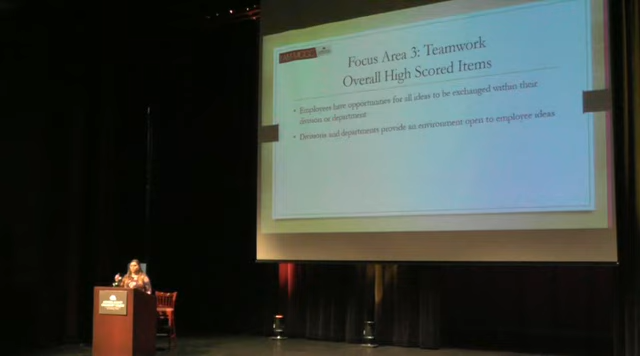 Focus Area 3: Teamwork
Overall High Scored Items
• Employees have opportunities for all ideas to be exchanged within their
division or department
• Divisions and departments provide an environment open to employee ideas